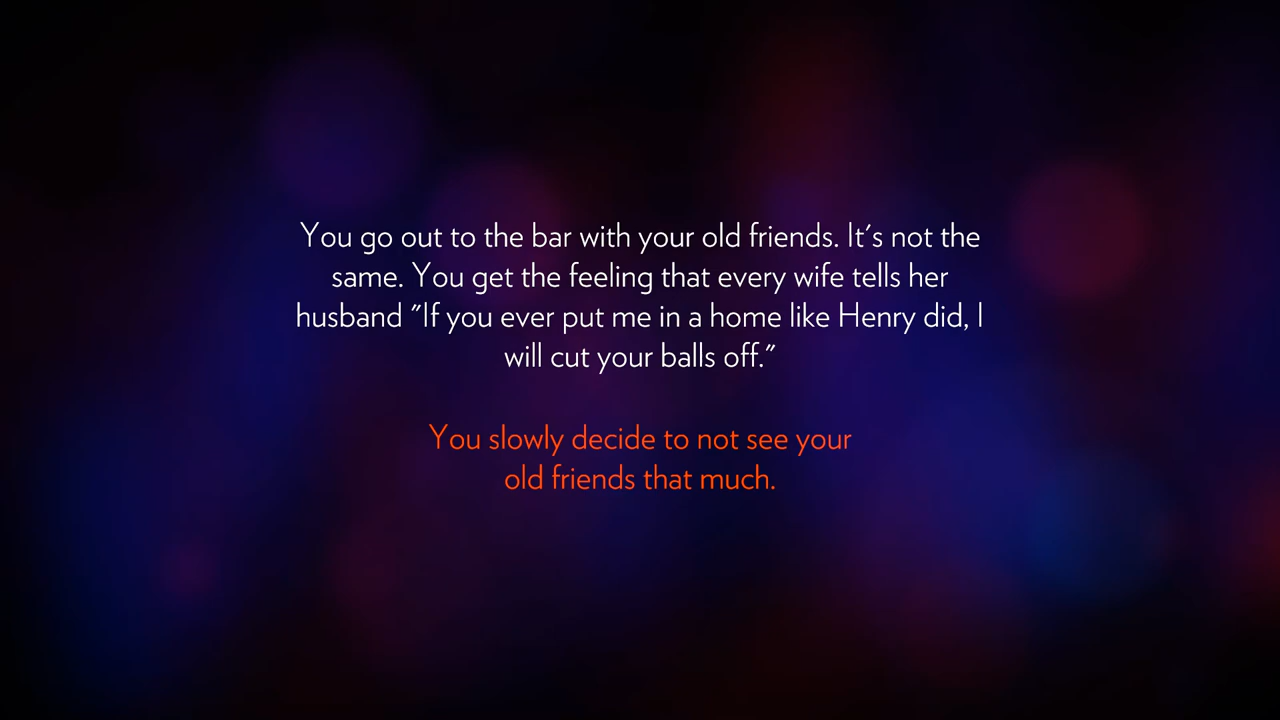 You go out to the bar with your old friends. It's not the
same. You get the feeling that every wife tells her
husband "If you ever put me in a home like Henry did, I
will cut your balls off."
You slowly decide to not see your
old friends that much.